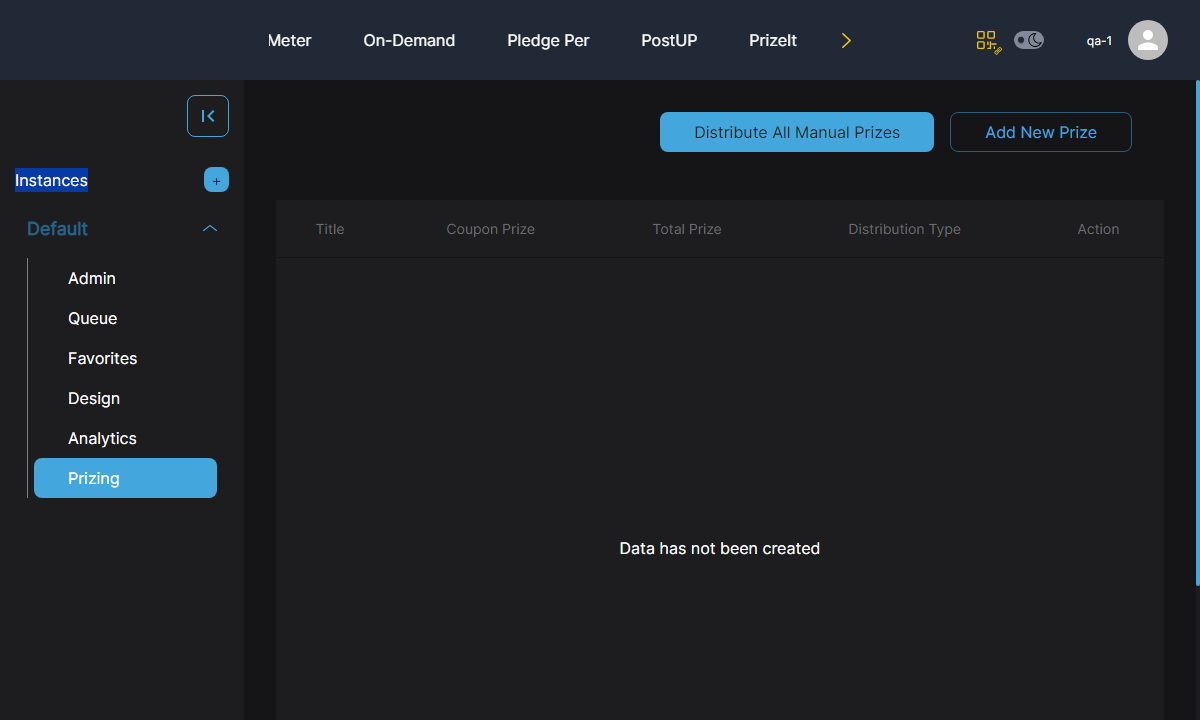 Meter On-Demand Pledge Per PostUP PrizeIt qa-1
Distribute All Manual Prizes Add New Prize
Instances +
Default
Admin
Queue
Favorites
Design
Analytics
Prizing
Title Coupon Prize Total Prize Distribution Type Action
Data has not been created